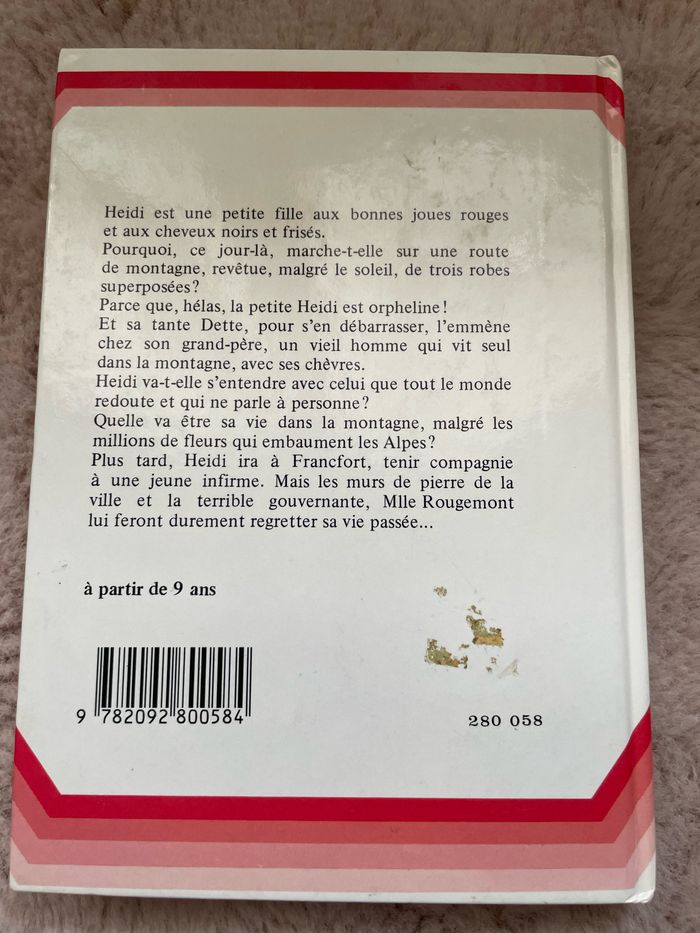 Heidi est une petite fille aux bonnes joues rouges
et aux cheveux noirs et frisés.
Pourquoi, ce jour-là, marche-t-elle sur une route
de montagne, revêtue, malgré le soleil, de trois robes
superposées ?
Parce que, hélas, la petite Heidi est orpheline !
Et sa tante Dette, pour s'en débarrasser, l'emmène
chez son grand-père, un vieil homme qui vit seul
dans la montagne, avec ses chèvres.
Heidi va-t-elle s'entendre avec celui que tout le monde
redoute et qui ne parle à personne ?
Quelle va être sa vie dans la montagne, malgré les
millions de fleurs qui embaument les Alpes ?
Plus tard, Heidi ira à Francfort, tenir compagnie
à une jeune infirme. Mais les murs de pierre de la
ville et la terrible gouvernante, Mlle Rougemont
lui feront durement regretter sa vie passée...
à partir de 9 ans
9 782092 800584
280 058